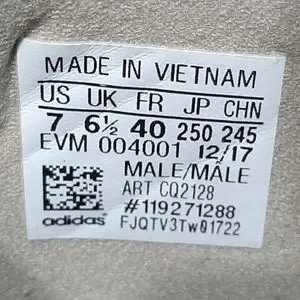 MADE IN VIETNAM
US UK FR JP CHN
7 6½ 40 250 245
EVM 004001 12/17
MALE/MÂLE
ART CQ2128
adidas #119271288
FJQTV3Tw01722